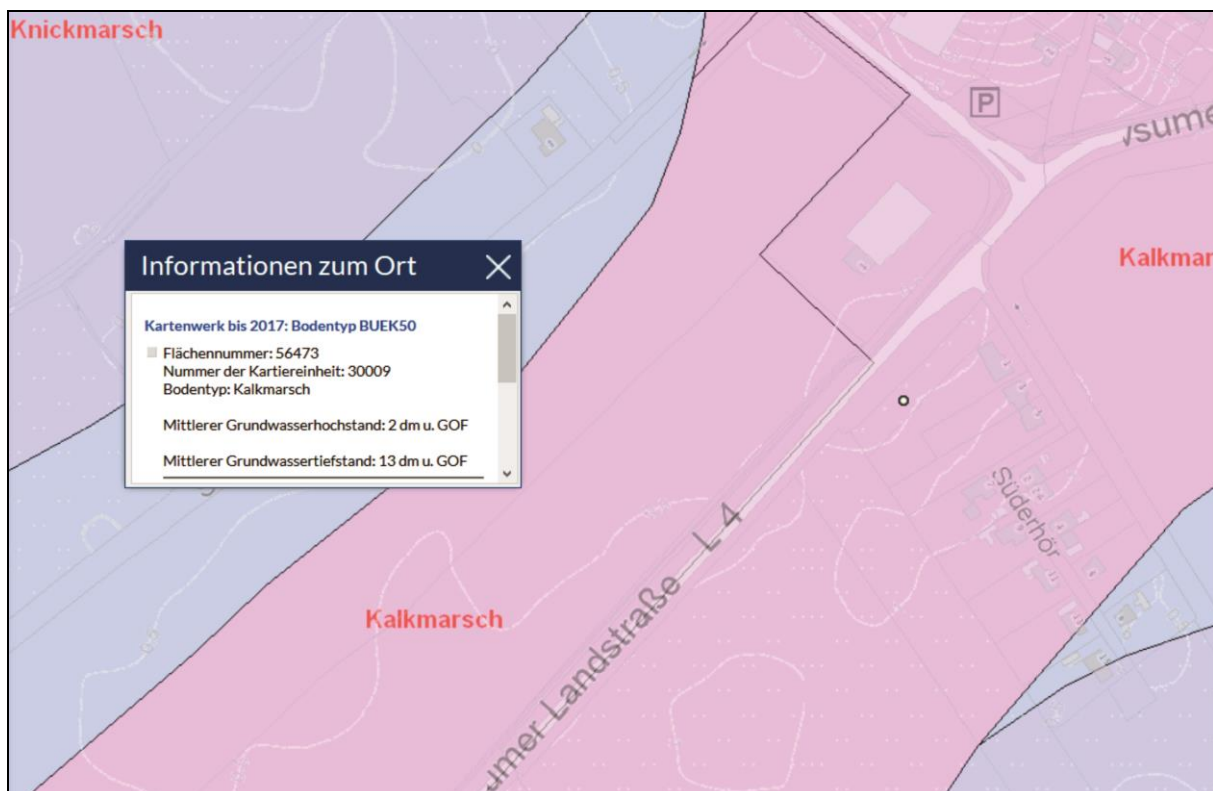 Knickmarsch
P
Kalkmar
Informationen zum Ort
Kartenwerk bis 2017: Bodentyp BUEK50
Flächennummer: 56473
Nummer der Kartiereinheit: 30009
Bodentyp: Kalkmarsch
Mittlerer Grundwasserhochstand: 2 dm u. GOF
Mittlerer Grundwassertiefstand: 13 dm u. GOF
Süderhör
Kalkmarsch
umer Landstraße L 4